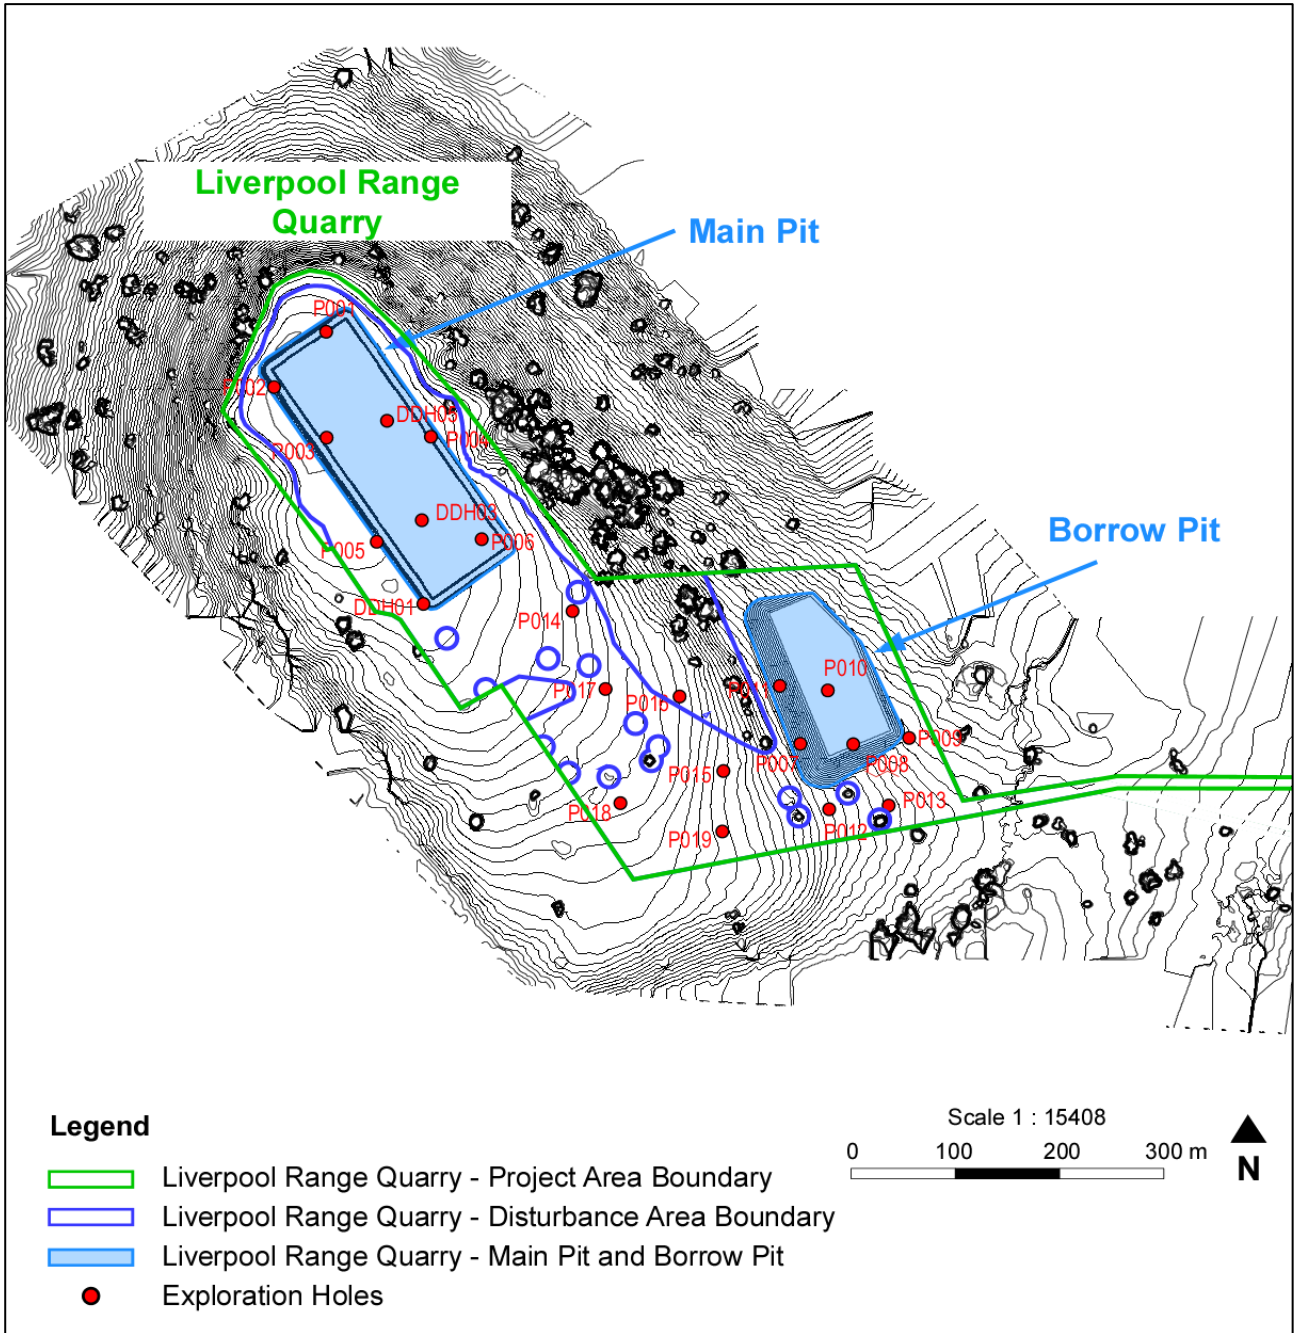 Liverpool Range
Quarry
Main Pit
P001
P002
DDH05
P004
P003
DDH03
P006
P005
Borrow Pit
DDH01
P014
P017
P016
P011
P010
P009
P007
P008
P015
P018
P013
P012
P019
Legend
Liverpool Range Quarry - Project Area Boundary
Liverpool Range Quarry - Disturbance Area Boundary
Liverpool Range Quarry - Main Pit and Borrow Pit
Exploration Holes
Scale 1 : 15408
0 100 200 300 m
N